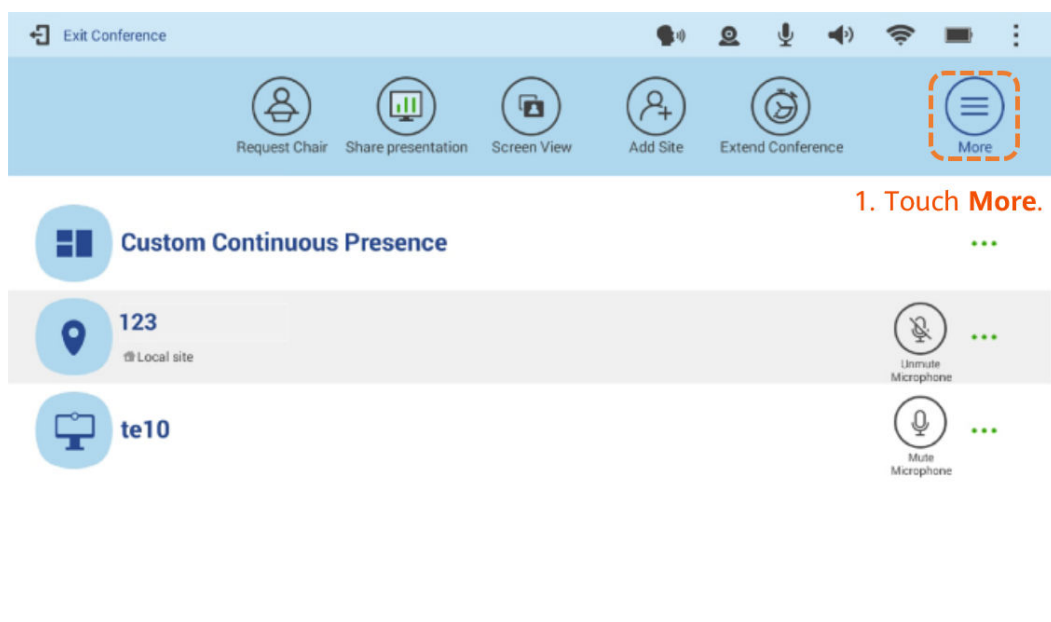 Exit Conference
Request Chair
Share presentation
Screen View
Add Site
Extend Conference
More
1. Touch More.
Custom Continuous Presence
123
Local site
Unmute
Microphone
te10
Mute
Microphone